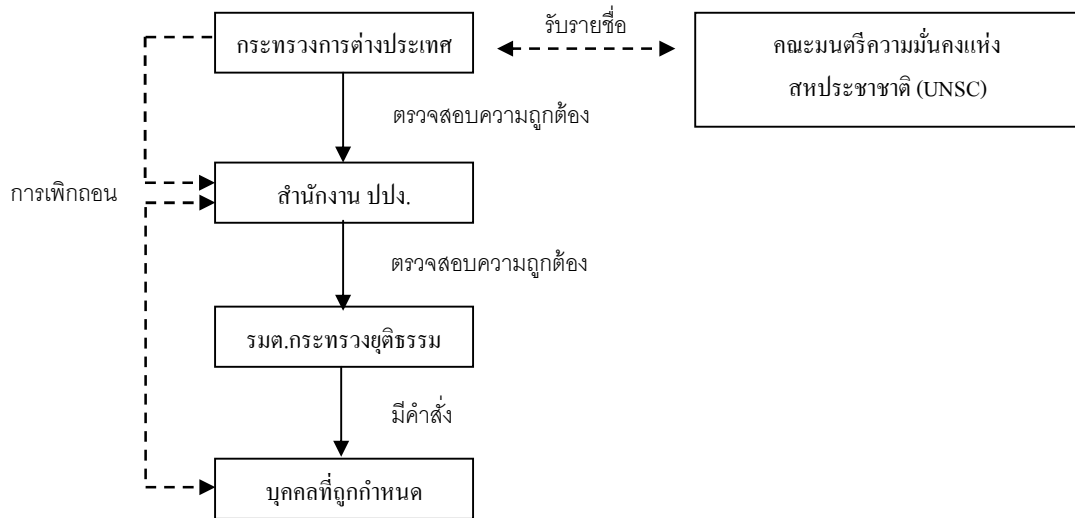 กระทรวงการต่างประเทศ
รับรายชื่อ
คณะมนตรีความมั่นคงแห่ง
สหประชาชาติ (UNSC)
ตรวจสอบความถูกต้อง
การเพิกถอน
สำนักงาน ปปง.
ตรวจสอบความถูกต้อง
รมต.กระทรวงยุติธรรม
มีคำสั่ง
บุคคลที่ถูกกำหนด